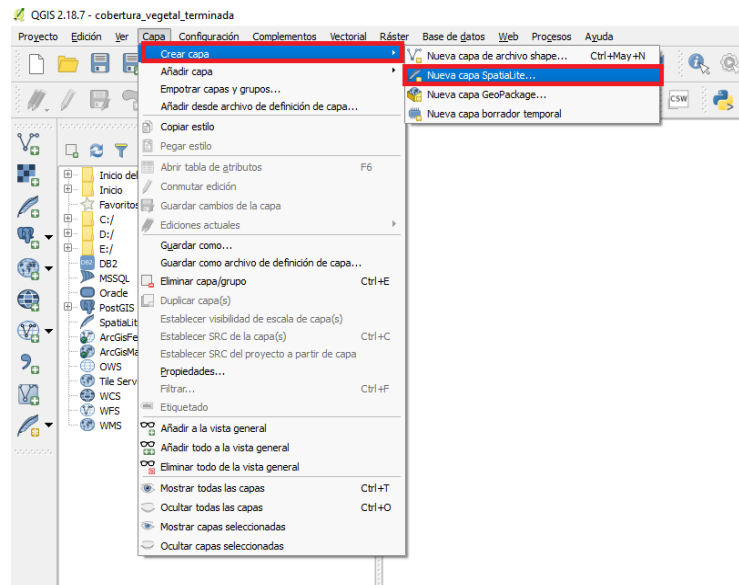 QGIS 2.18.7 - cobertura_vegetal_terminada
Proyecto Edición Ver Capa Configuración Complementos Vectorial Ráster Base de datos Web Procesos Ayuda
Crear capa
Añadir capa
Empotrar capas y grupos...
Añadir desde archivo de definición de capa...
Copiar estilo
Pegar estilo
Abrir tabla de atributos F6
Conmutar edición
Guardar cambios de la capa
Ediciones actuales
Guardar como...
Guardar como archivo de definición de capa...
Eliminar capa/grupo Ctrl+E
Duplicar capa(s)
Establecer visibilidad de escala de capa(s)
Establecer SRC de la capa(s) Ctrl+C
Establecer SRC del proyecto a partir de capa
Propiedades...
Filtrar... Ctrl+F
Etiquetado
Añadir a la vista general
Añadir todo a la vista general
Eliminar todo de la vista general
Mostrar todas las capas Ctrl+T
Ocultar todas las capas Ctrl+O
Mostrar capas seleccionadas
Ocultar capas seleccionadas
Nueva capa de archivo shape... Ctrl+May+N
Nueva capa SpatiaLite...
Nueva capa GeoPackage...
Nueva capa borrador temporal
CSW
Inicio del
Inicio
Favoritos
C:/
D:/
E:/
DB2 DB2
MSSQL
Oracle
PostGIS
SpatiaLit
ArcGisFe
ArcGisMa
OWS
Tile Serv
WCS
WFS
WMS